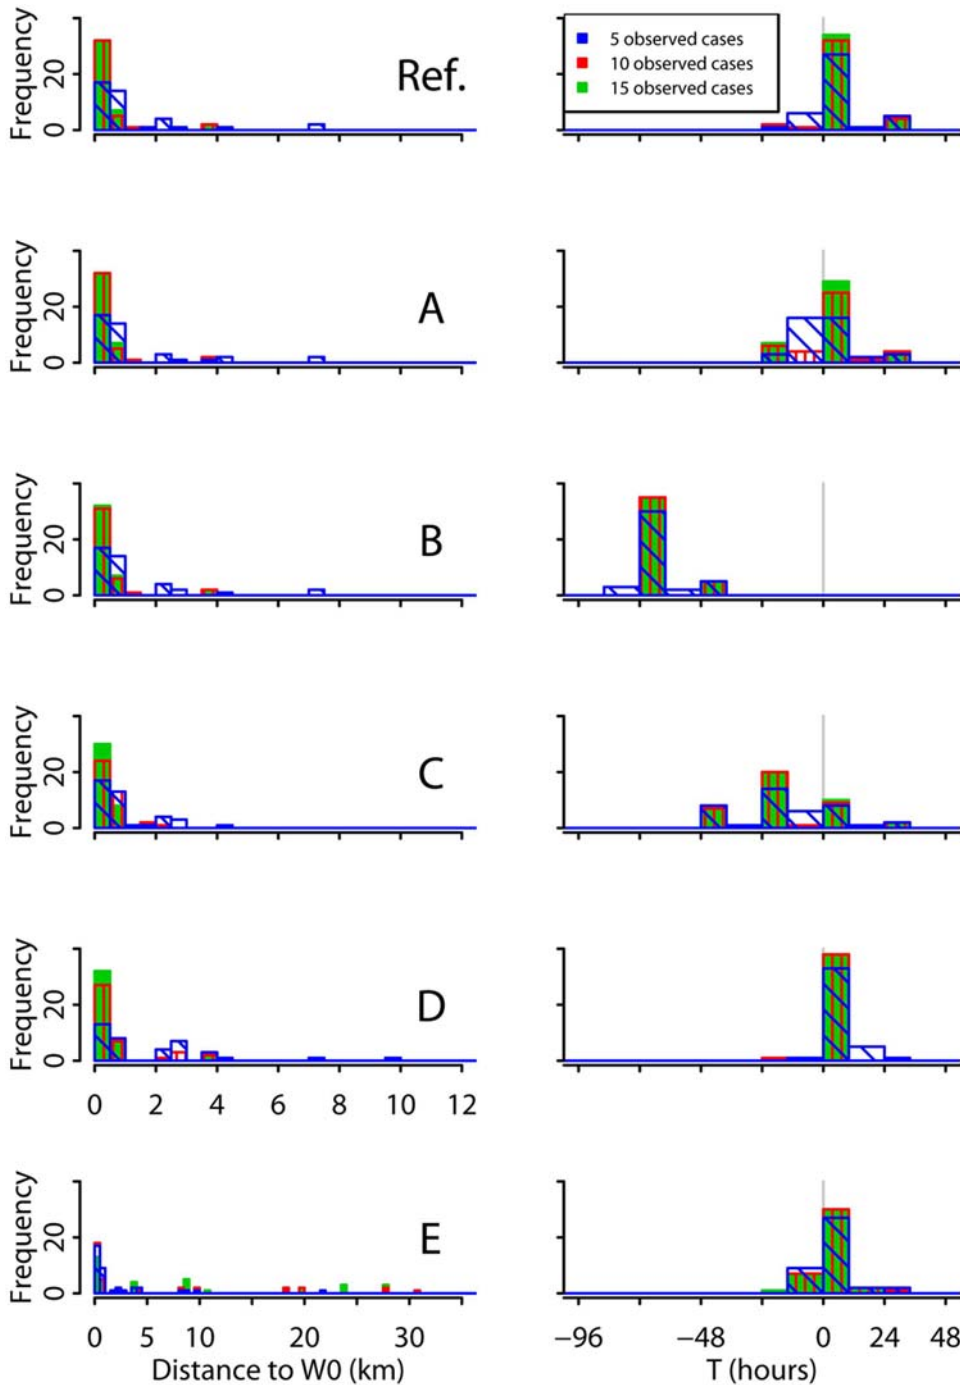 Frequency
20
0
Ref.
5 observed cases
10 observed cases
15 observed cases
Frequency
20
0
A
Frequency
20
0
B
Frequency
20
0
C
Frequency
20
0
D
0 2 4 6 8 10 12
Frequency
20
0
E
0 5 10 20 30
Distance to W0 (km)
−96 −48 0 24 48
T (hours)